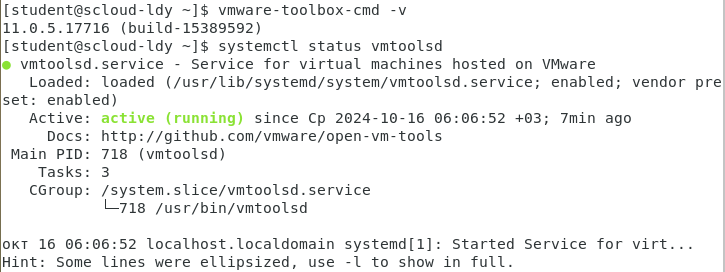 [student@scloud-ldy ~]$ vmware-toolbox-cmd -v
11.0.5.17716 (build-15389592)
[student@scloud-ldy ~]$ systemctl status vmtoolsd
● vmtoolsd.service - Service for virtual machines hosted on VMware
   Loaded: loaded (/usr/lib/systemd/system/vmtoolsd.service; enabled; vendor pre
set: enabled)
   Active: active (running) since Ср 2024-10-16 06:06:52 +03; 7min ago
     Docs: http://github.com/vmware/open-vm-tools
 Main PID: 718 (vmtoolsd)
    Tasks: 3
   CGroup: /system.slice/vmtoolsd.service
           └─718 /usr/bin/vmtoolsd
окт 16 06:06:52 localhost.localdomain systemd[1]: Started Service for virt...
Hint: Some lines were ellipsized, use -l to show in full.